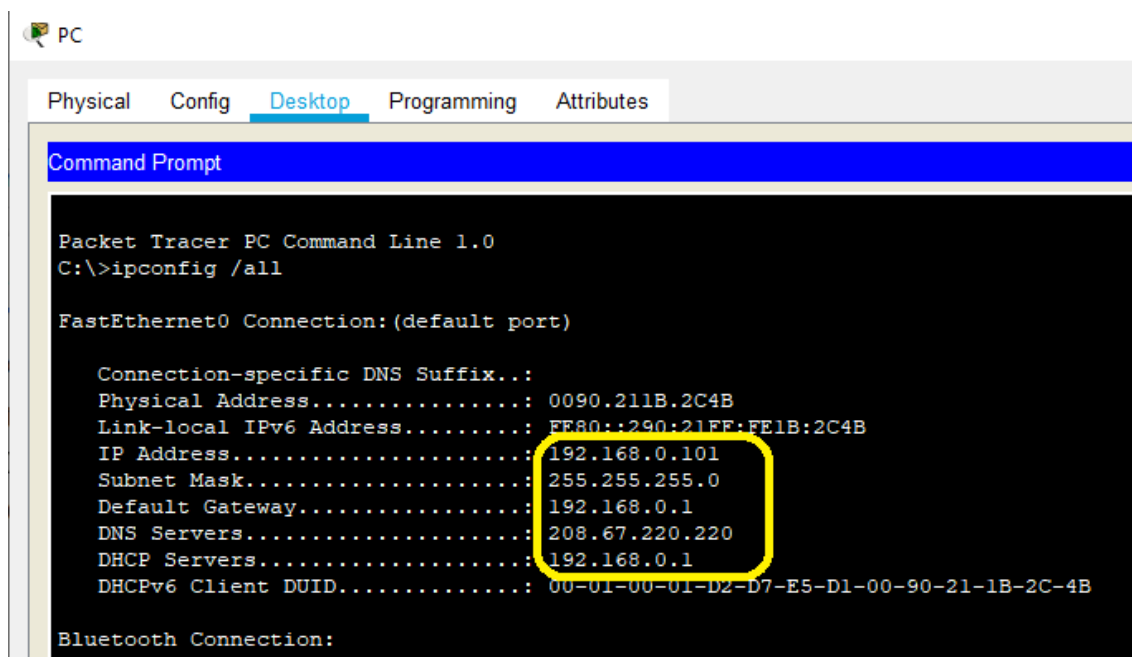 PC
Physical Config Desktop Programming Attributes
Command Prompt
Packet Tracer PC Command Line 1.0
C:\>ipconfig /all
FastEthernet0 Connection:(default port)
Connection-specific DNS Suffix..:
Physical Address................: 0090.211B.2C4B
Link-local IPv6 Address.........: FE80::290:21FF:FE1B:2C4B
IP Address......................: 192.168.0.101
Subnet Mask.....................: 255.255.255.0
Default Gateway.................: 192.168.0.1
DNS Servers.....................: 208.67.220.220
DHCP Servers....................: 192.168.0.1
DHCPv6 Client DUID..............: 00-01-00-01-D2-D7-E5-D1-00-90-21-1B-2C-4B
Bluetooth Connection: